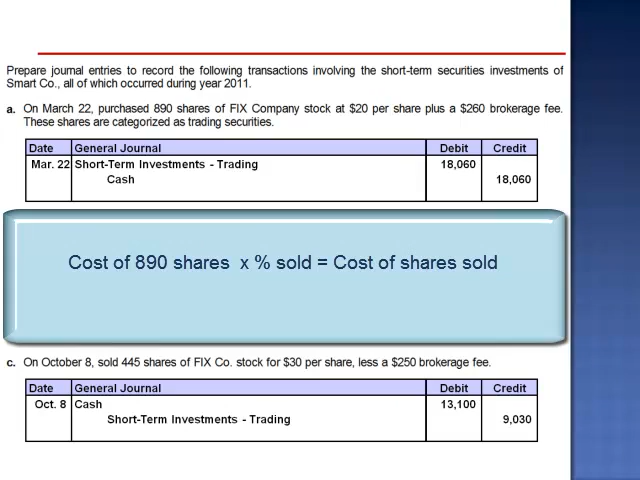 Prepare journal entries to record the following transactions involving the short-term securities investments of
Smart Co., all of which occurred during year 2011.
a. On March 22, purchased 890 shares of FIX Company stock at $20 per share plus a $260 brokerage fee.
These shares are categorized as trading securities.
Date General Journal Debit Credit
Mar. 22 Short-Term Investments - Trading 18,060
Cash 18,060
Cost of 890 shares x % sold = Cost of shares sold
c. On October 8, sold 445 shares of FIX Co. stock for $30 per share, less a $250 brokerage fee.
Date General Journal Debit Credit
Oct. 8 Cash 13,100
Short-Term Investments - Trading 9,030